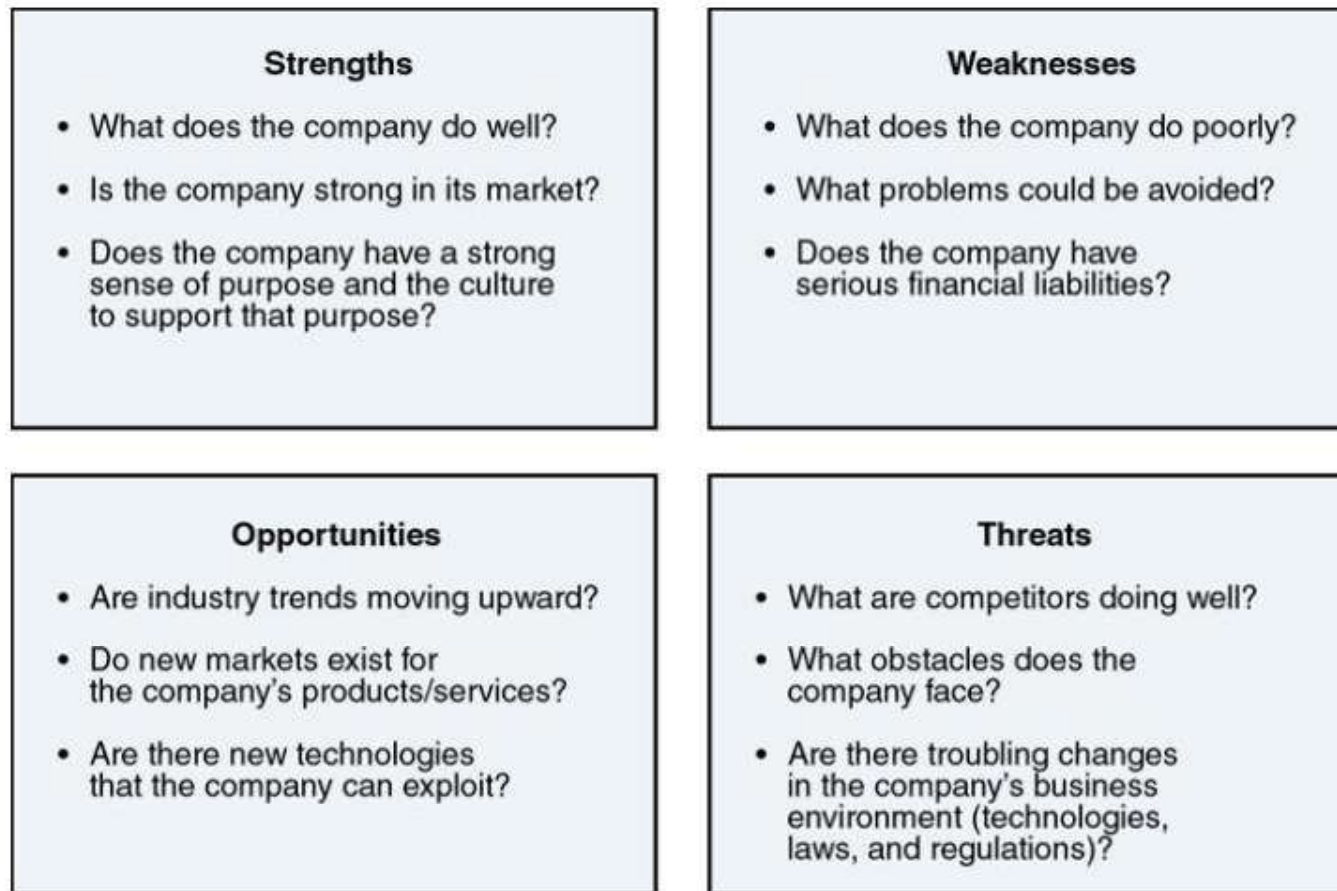 Strengths
• What does the company do well?
• Is the company strong in its market?
• Does the company have a strong
sense of purpose and the culture
to support that purpose?
Weaknesses
• What does the company do poorly?
• What problems could be avoided?
• Does the company have
serious financial liabilities?
Opportunities
• Are industry trends moving upward?
• Do new markets exist for
the company's products/services?
• Are there new technologies
that the company can exploit?
Threats
• What are competitors doing well?
• What obstacles does the
company face?
• Are there troubling changes
in the company's business
environment (technologies,
laws, and regulations)?